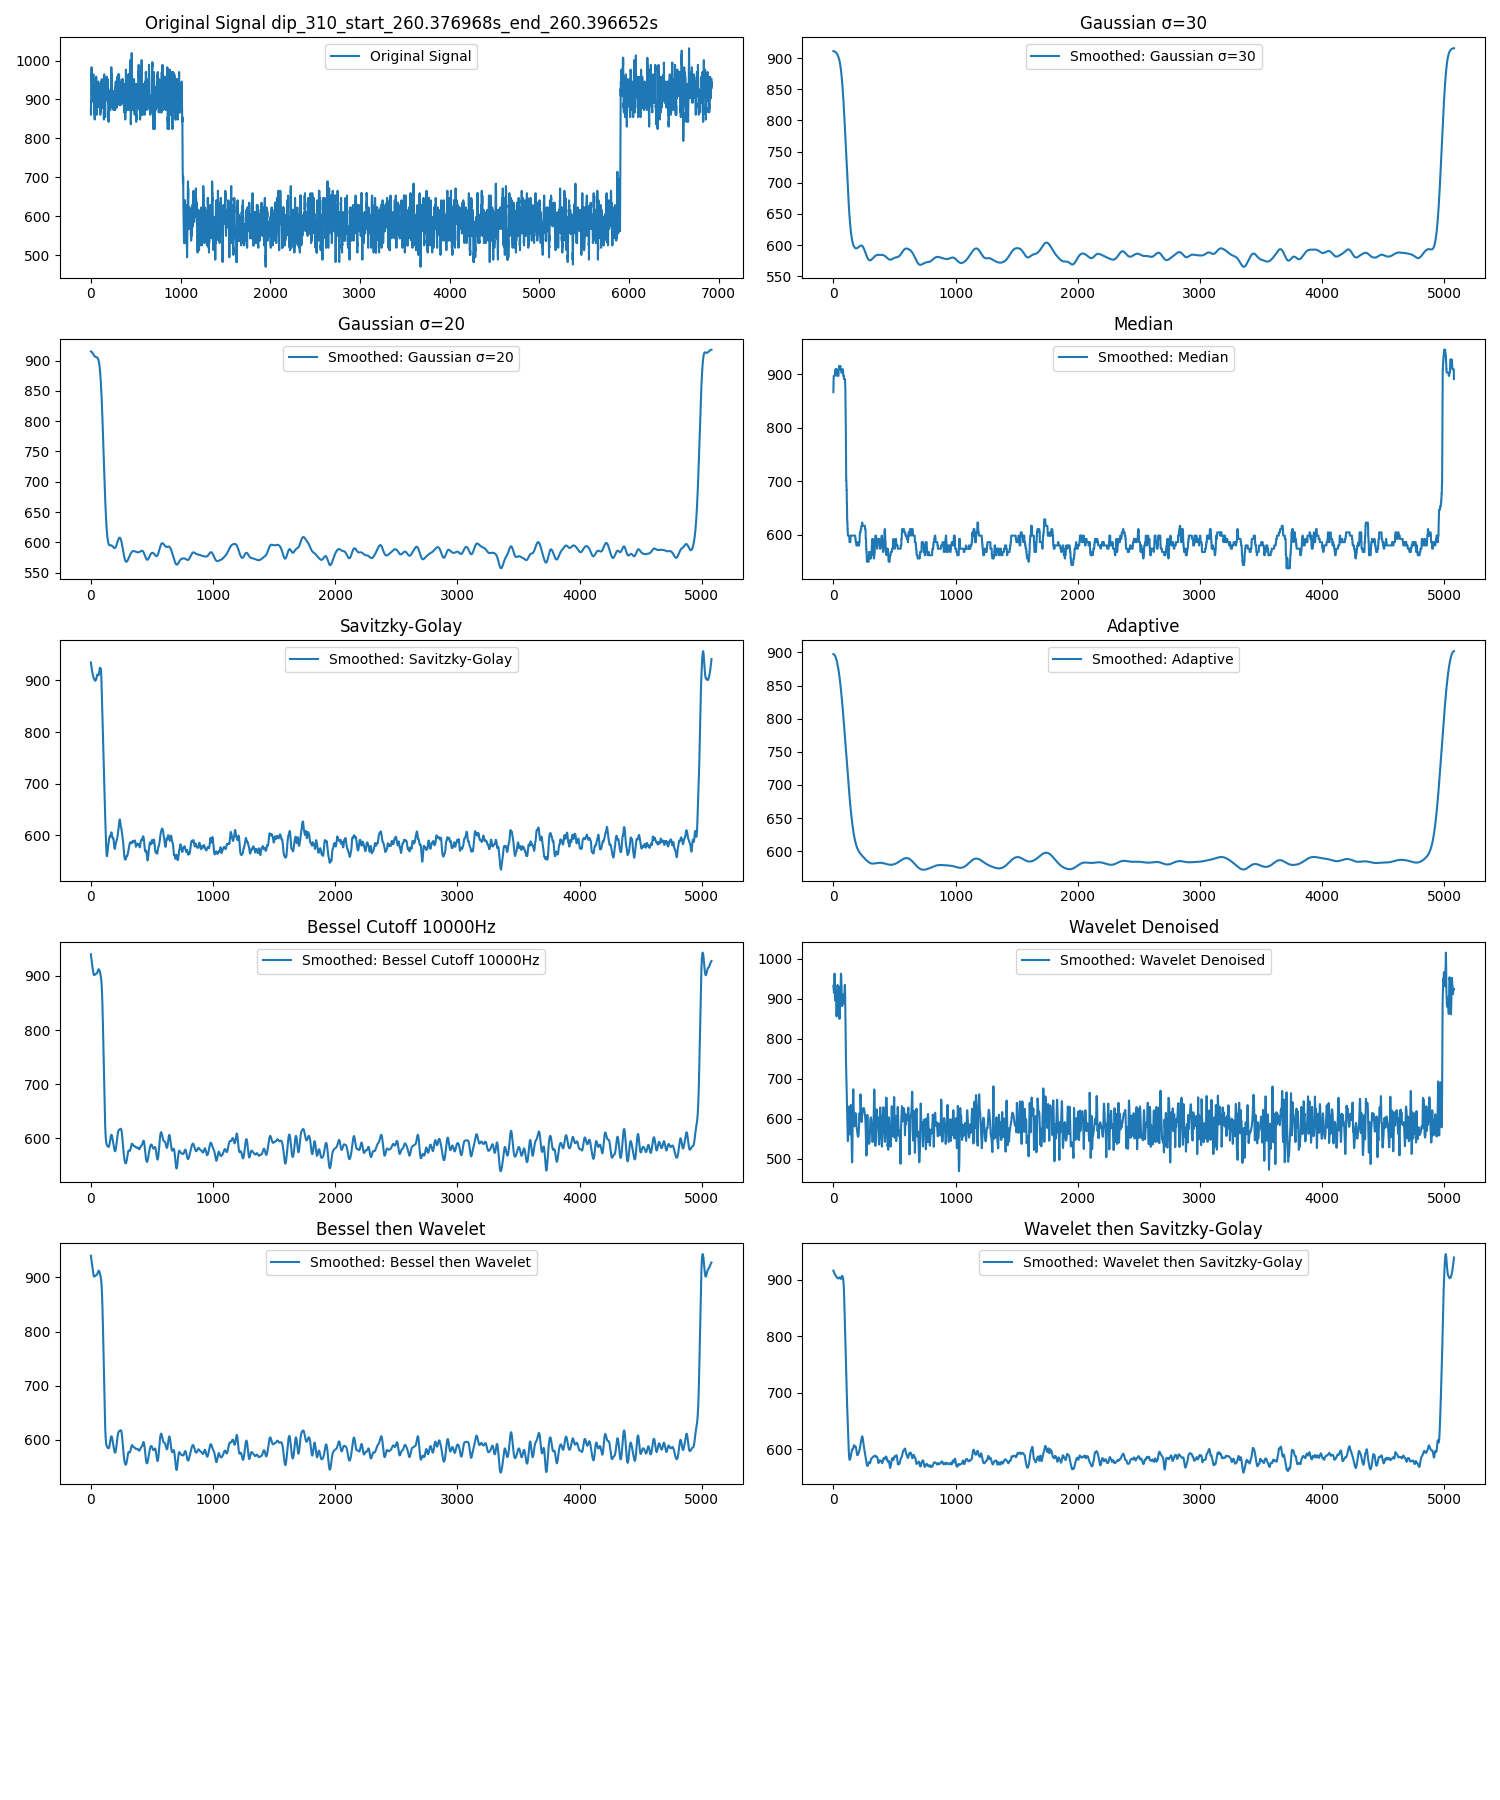 Original Signal dip_310_start_260.376968s_end_260.396652s
Original Signal
1000
900
800
700
600
500
0 1000 2000 3000 4000 5000 6000 7000
Gaussian σ=30
Smoothed: Gaussian σ=30
900
850
800
750
700
650
600
550
0 1000 2000 3000 4000 5000
Gaussian σ=20
Smoothed: Gaussian σ=20
900
850
800
750
700
650
600
550
0 1000 2000 3000 4000 5000
Median
Smoothed: Median
900
800
700
600
0 1000 2000 3000 4000 5000
Savitzky-Golay
Smoothed: Savitzky-Golay
900
800
700
600
0 1000 2000 3000 4000 5000
Adaptive
Smoothed: Adaptive
900
850
800
750
700
650
600
0 1000 2000 3000 4000 5000
Bessel Cutoff 10000Hz
Smoothed: Bessel Cutoff 10000Hz
900
800
700
600
0 1000 2000 3000 4000 5000
Wavelet Denoised
Smoothed: Wavelet Denoised
1000
900
800
700
600
500
0 1000 2000 3000 4000 5000
Bessel then Wavelet
Smoothed: Bessel then Wavelet
900
800
700
600
0 1000 2000 3000 4000 5000
Wavelet then Savitzky-Golay
Smoothed: Wavelet then Savitzky-Golay
900
800
700
600
0 1000 2000 3000 4000 5000